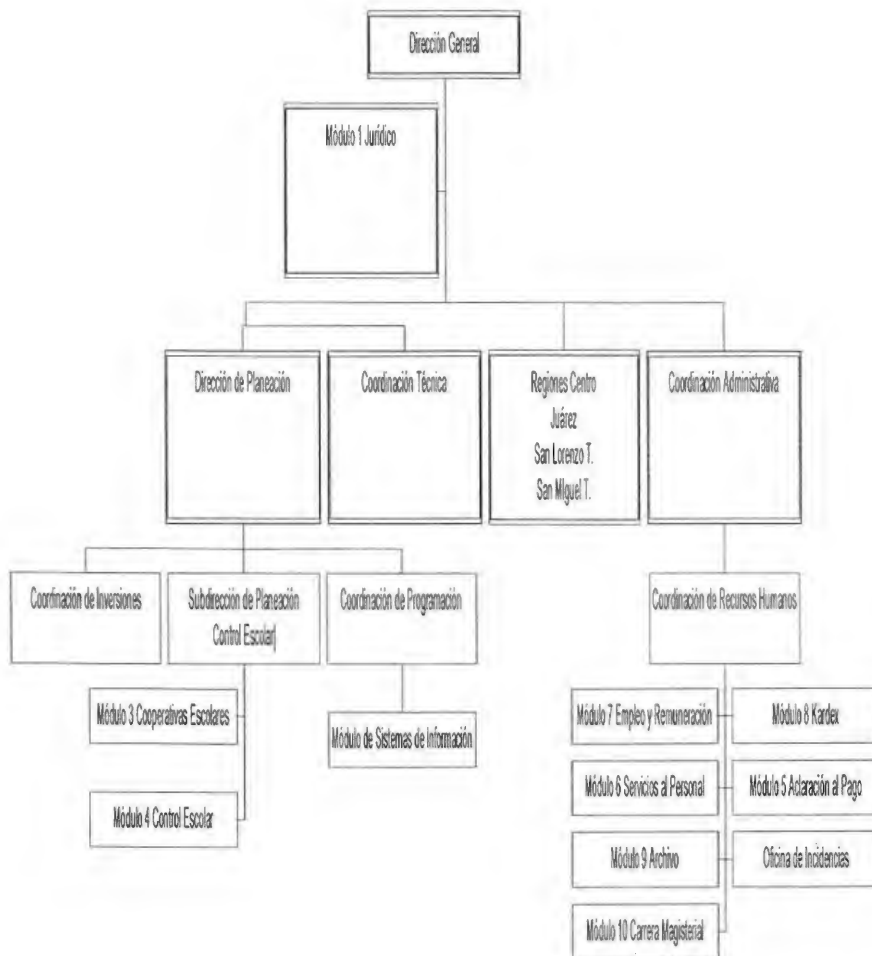 Dirección General
Módulo 1 Jurídico
Dirección de Planeación
Coordinación Técnica
Regiones Centro
Juárez
San Lorenzo T.
San Miguel T.
Coordinación Administrativa
Coordinación de Inversiones
Subdirección de Planeación
Control Escolar
Coordinación de Programación
Coordinación de Recursos Humanos
Módulo 3 Cooperativas Escolares
Módulo 4 Control Escolar
Módulo de Sistemas de Información
Módulo 7 Empleo y Remuneración
Módulo 8 Kardex
Módulo 6 Servicios al Personal
Módulo 5 Aclaración al Pago
Módulo 9 Archivo
Oficina de Incidencias
Módulo 10 Carrera Magisterial